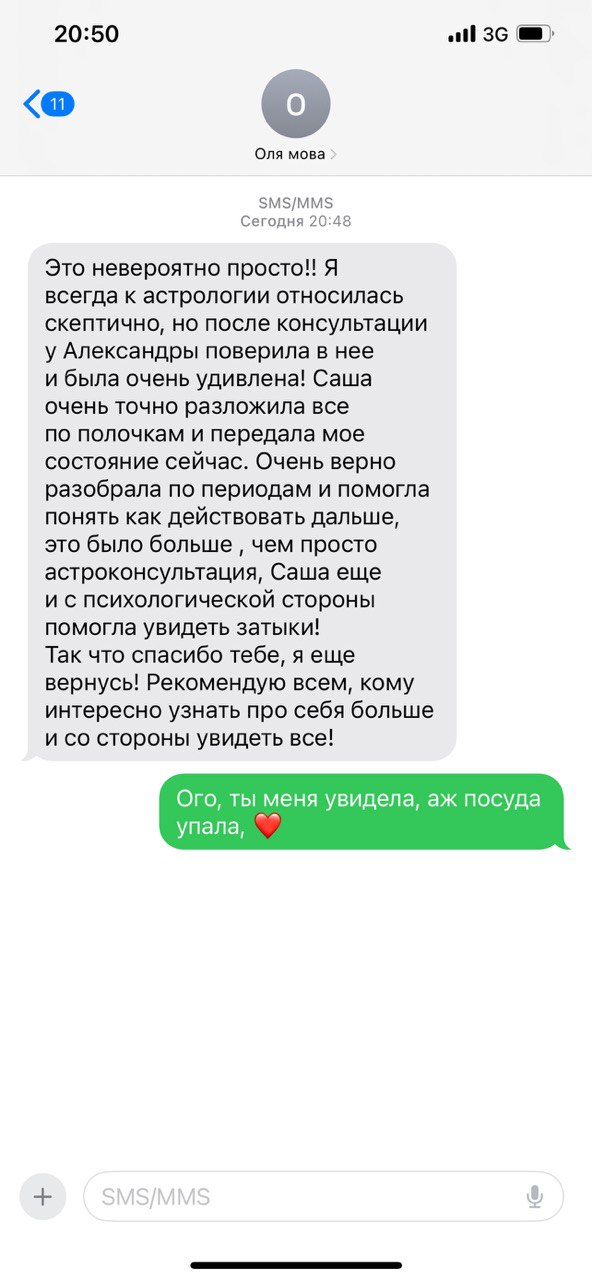 20:50
3G
11
О
Оля мова
SMS/MMS
Сегодня 20:48
Это невероятно просто!! Я
всегда к астрологии относилась
скептично, но после консультации
у Александры поверила в нее
и была очень удивлена! Саша
очень точно разложила все
по полочкам и передала мое
состояние сейчас. Очень верно
разобрала по периодам и помогла
понять как действовать дальше,
это было больше , чем просто
астроконсультация, Саша еще
и с психологической стороны
помогла увидеть затыки!
Так что спасибо тебе, я еще
вернусь! Рекомендую всем, кому
интересно узнать про себя больше
и со стороны увидеть все!
Ого, ты меня увидела, аж посуда
упала, ❤️
SMS/MMS